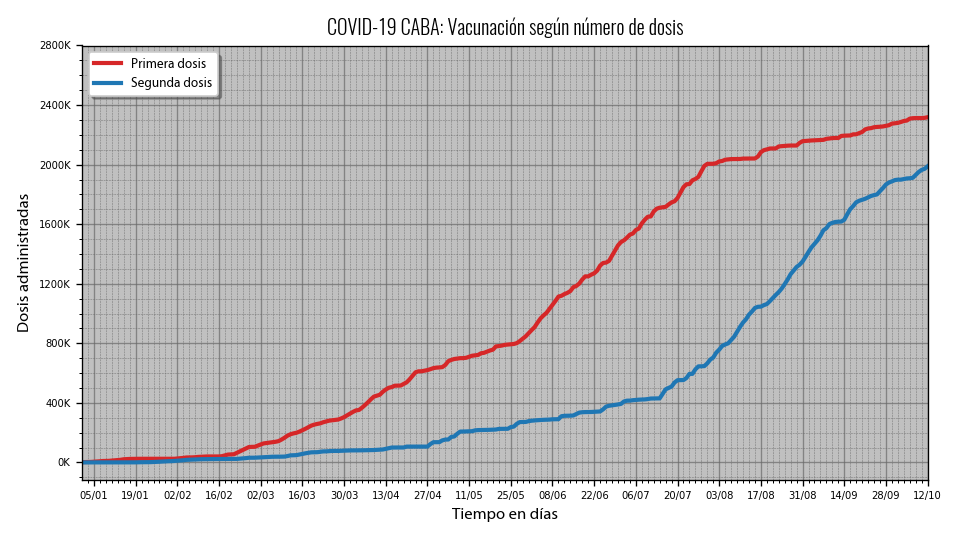 COVID-19 CABA: Vacunación según número de dosis
2800K
Primera dosis
Segunda dosis
2400K
2000K
1600K
1200K
800K
400K
0K
Dosis administradas
05/01 19/01 02/02 16/02 02/03 16/03 30/03 13/04 27/04 11/05 25/05 08/06 22/06 06/07 20/07 03/08 17/08 31/08 14/09 28/09 12/10
Tiempo en días